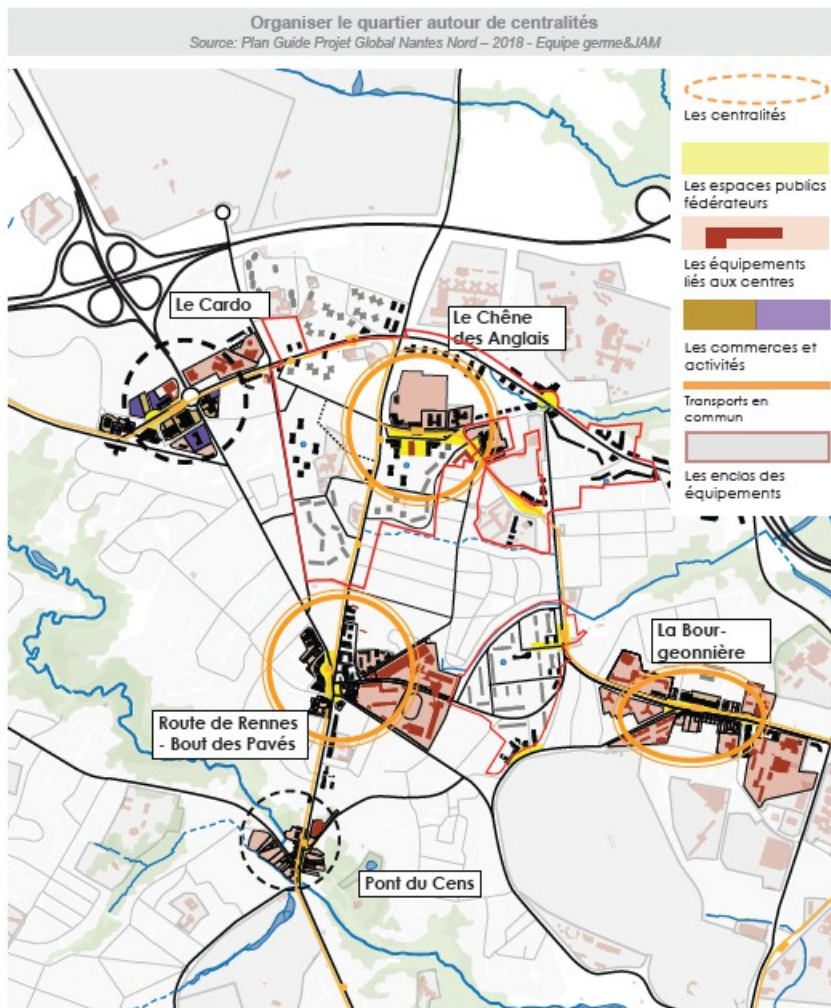 Organiser le quartier autour de centralités
Source: Plan Guide Projet Global Nantes Nord – 2018 - Equipe germe&JAM
Les centralités
Les espaces publics
fédérateurs
Les équipements
liés aux centres
Les commerces et
activités
Transports en
commun
Les enclos des
équipements
Le Cardo
Le Chêne
des Anglais
La Bour-
geonnière
Route de Rennes
- Bout des Pavés
Pont du Cens